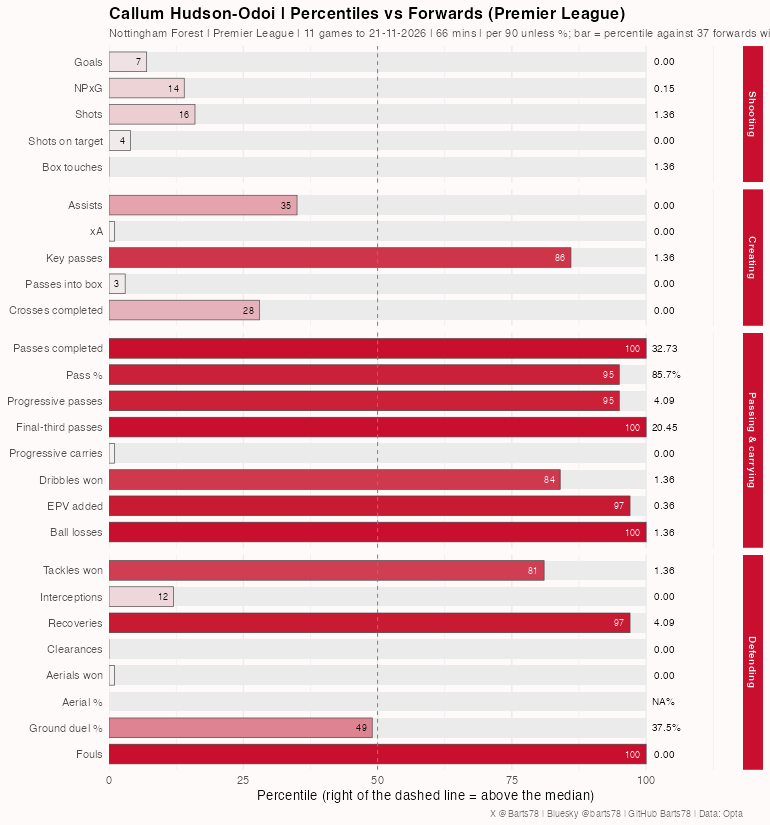 Callum Hudson-Odoi | Percentiles vs Forwards (Premier League)
Nottingham Forest | Premier League | 11 games to 21-11-2026 | 66 mins | per 90 unless %; bar = percentile against 37 forwards wi
Goals 7 0.00
NPxG 14 0.15
Shots 16 1.36
Shots on target 4 0.00
Box touches 1.36
Shooting
Assists 35 0.00
xA 0.00
Key passes 86 1.36
Passes into box 3 0.00
Crosses completed 28 0.00
Creating
Passes completed 100 32.73
Pass % 95 85.7%
Progressive passes 95 4.09
Final-third passes 100 20.45
Progressive carries 0.00
Dribbles won 84 1.36
EPV added 97 0.36
Ball losses 100 1.36
Passing & carrying
Tackles won 81 1.36
Interceptions 12 0.00
Recoveries 97 4.09
Clearances 0.00
Aerials won 0.00
Aerial % NA%
Ground duel % 49 37.5%
Fouls 100 0.00
Defending
0 25 50 75 100
Percentile (right of the dashed line = above the median)
X @Barts78 | Bluesky @barts78 | GitHub Barts78 | Data: Opta